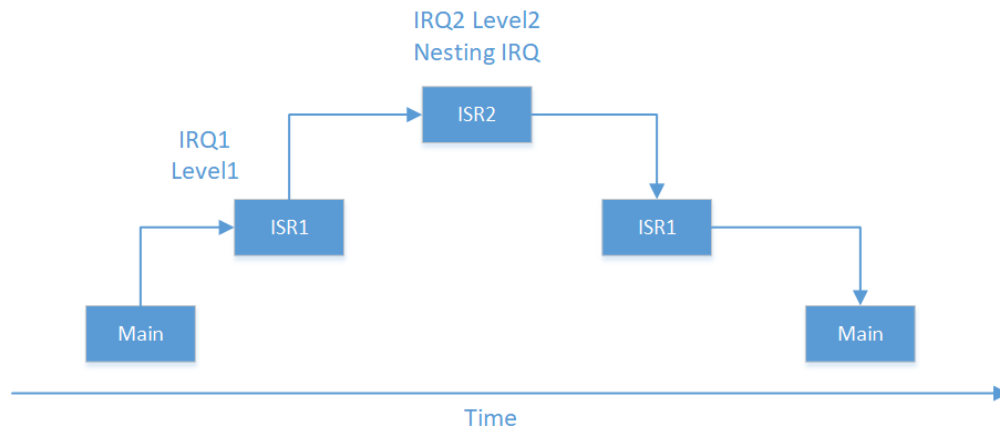 IRQ2 Level2
Nesting IRQ
ISR2
IRQ1
Level1
ISR1
ISR1
Main
Main
Time